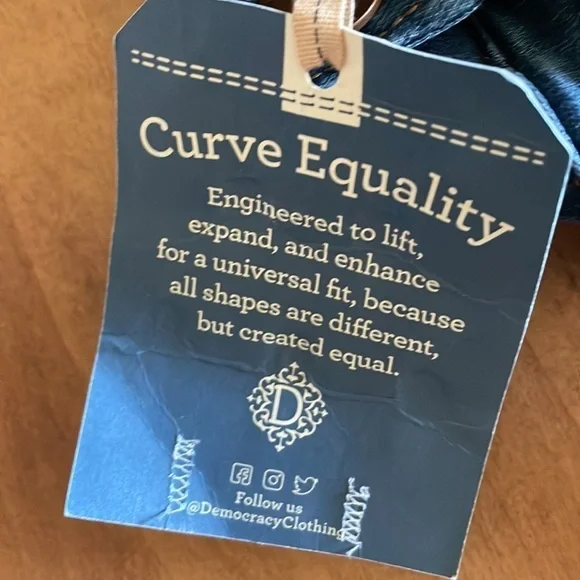 Curve Equality
Engineered to lift,
expand, and enhance
for a universal fit, because
all shapes are different,
but created equal.
D
Follow us
@DemocracyClothing